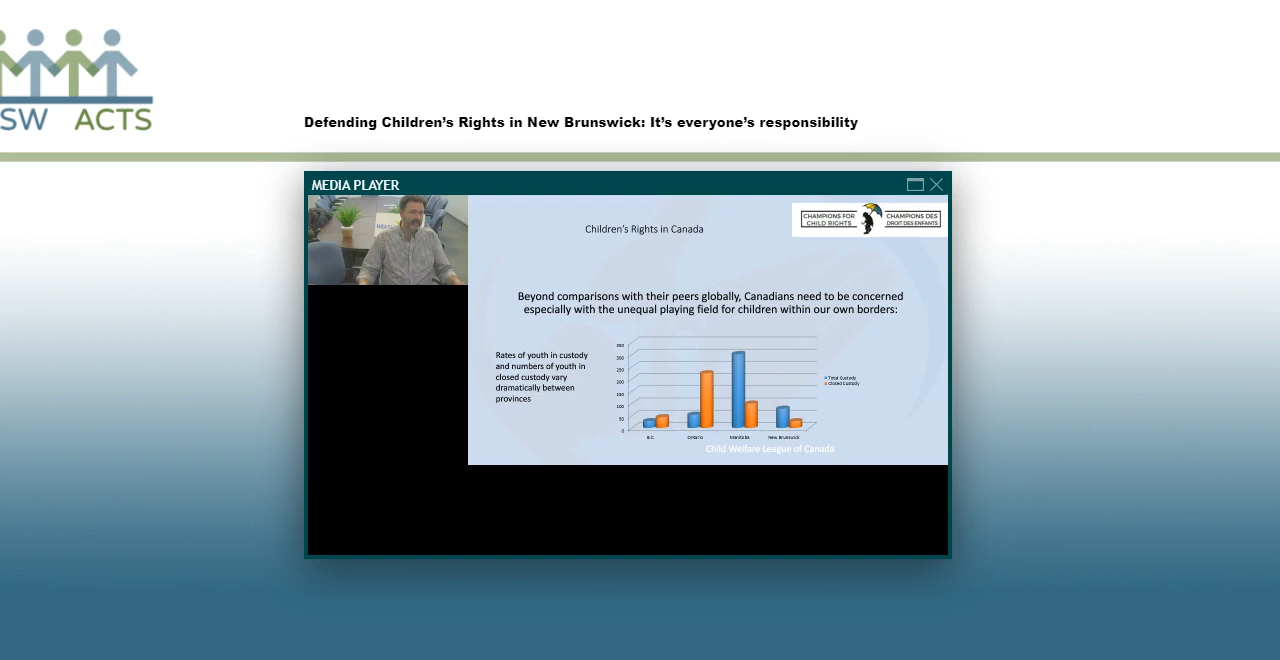 SW ACTS
Defending Children’s Rights in New Brunswick: It’s everyone’s responsibility
MEDIA PLAYER
CHAMPIONS FOR
CHILD RIGHTS
CHAMPIONS DES
DROIT DES ENFANTS
Children’s Rights in Canada
Beyond comparisons with their peers globally, Canadians need to be concerned
especially with the unequal playing field for children within our own borders:
Rates of youth in custody
and numbers of youth in
closed custody vary
dramatically between
provinces
350
300
250
200
150
100
50
0
B.C.
Ontario
Manitoba
New Brunswick
Total Custody
Closed Custody
Child Welfare League of Canada